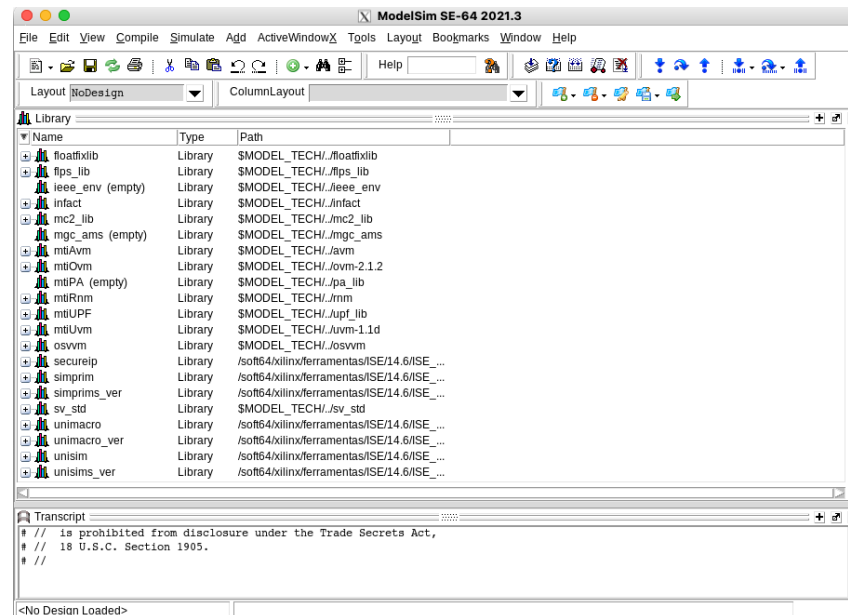 ModelSim SE-64 2021.3
File Edit View Compile Simulate Add ActiveWindowX Tools Layout Bookmarks Window Help
Help
Layout NoDesign ColumnLayout
Library
Name Type Path
floatfixlib Library $MODEL_TECH/../floatfixlib
flps_lib Library $MODEL_TECH/../flps_lib
ieee_env (empty) Library $MODEL_TECH/../ieee_env
infact Library $MODEL_TECH/../infact
mc2_lib Library $MODEL_TECH/../mc2_lib
mgc_ams (empty) Library $MODEL_TECH/../mgc_ams
mtiAvm Library $MODEL_TECH/../avm
mtiOvm Library $MODEL_TECH/../ovm-2.1.2
mtiPA (empty) Library $MODEL_TECH/../pa_lib
mtiRnm Library $MODEL_TECH/../rnm
mtiUPF Library $MODEL_TECH/../upf_lib
mtiUvm Library $MODEL_TECH/../uvm-1.1d
osvvm Library $MODEL_TECH/../osvvm
secureip Library /soft64/xilinx/ferramentas/ISE/14.6/ISE_...
simprim Library /soft64/xilinx/ferramentas/ISE/14.6/ISE_...
simprims_ver Library /soft64/xilinx/ferramentas/ISE/14.6/ISE_...
sv_std Library $MODEL_TECH/../sv_std
unimacro Library /soft64/xilinx/ferramentas/ISE/14.6/ISE_...
unimacro_ver Library /soft64/xilinx/ferramentas/ISE/14.6/ISE_...
unisim Library /soft64/xilinx/ferramentas/ISE/14.6/ISE_...
unisims_ver Library /soft64/xilinx/ferramentas/ISE/14.6/ISE_...
Transcript
# // is prohibited from disclosure under the Trade Secrets Act,
# // 18 U.S.C. Section 1905.
# //
<No Design Loaded>